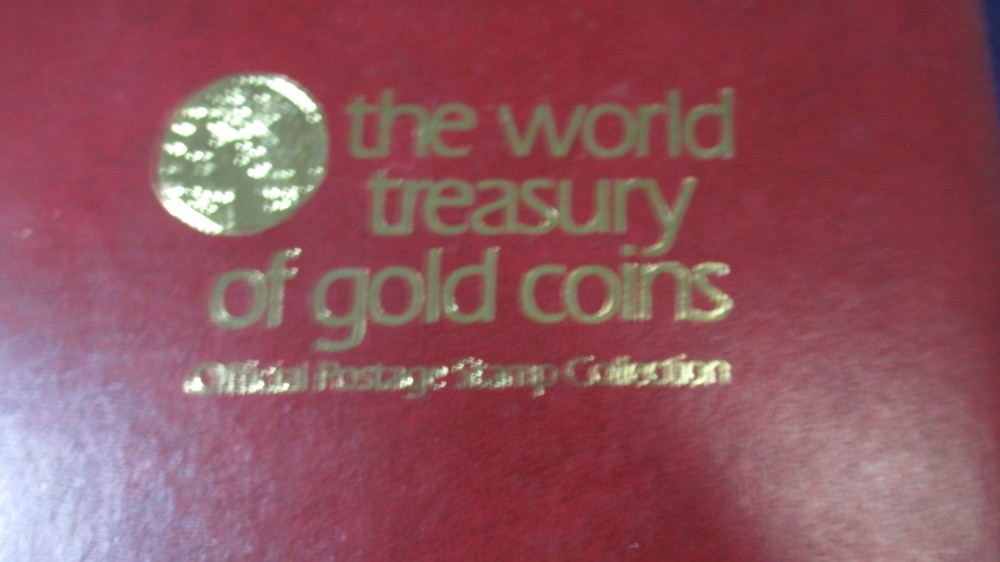 the world
treasury
of gold coins
Official Postage Stamp Collection